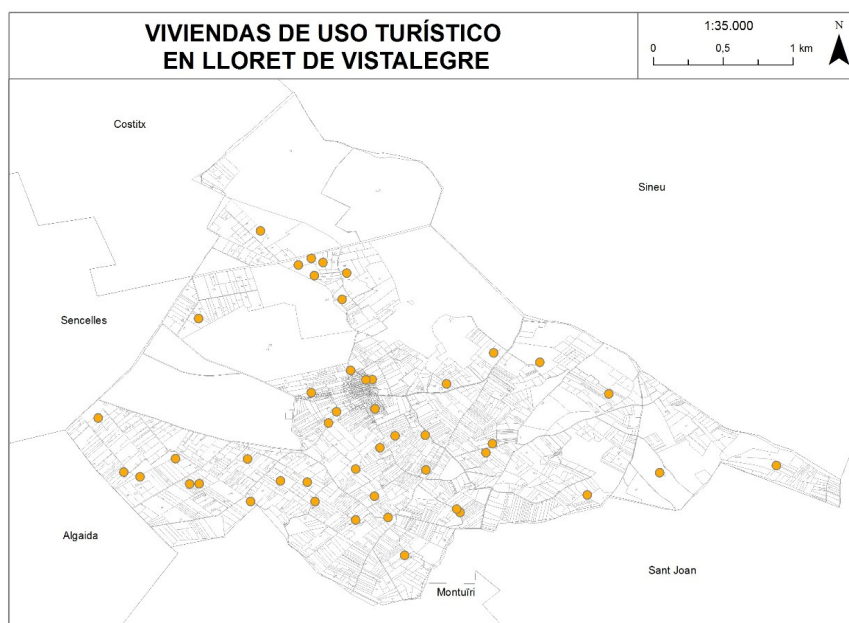 VIVIENDAS DE USO TURÍSTICO
EN LLORET DE VISTALEGRE
1:35.000
0 0,5 1 km
N
Costitx
Sineu
Sencelles
Algaida
Sant Joan
Montuïri